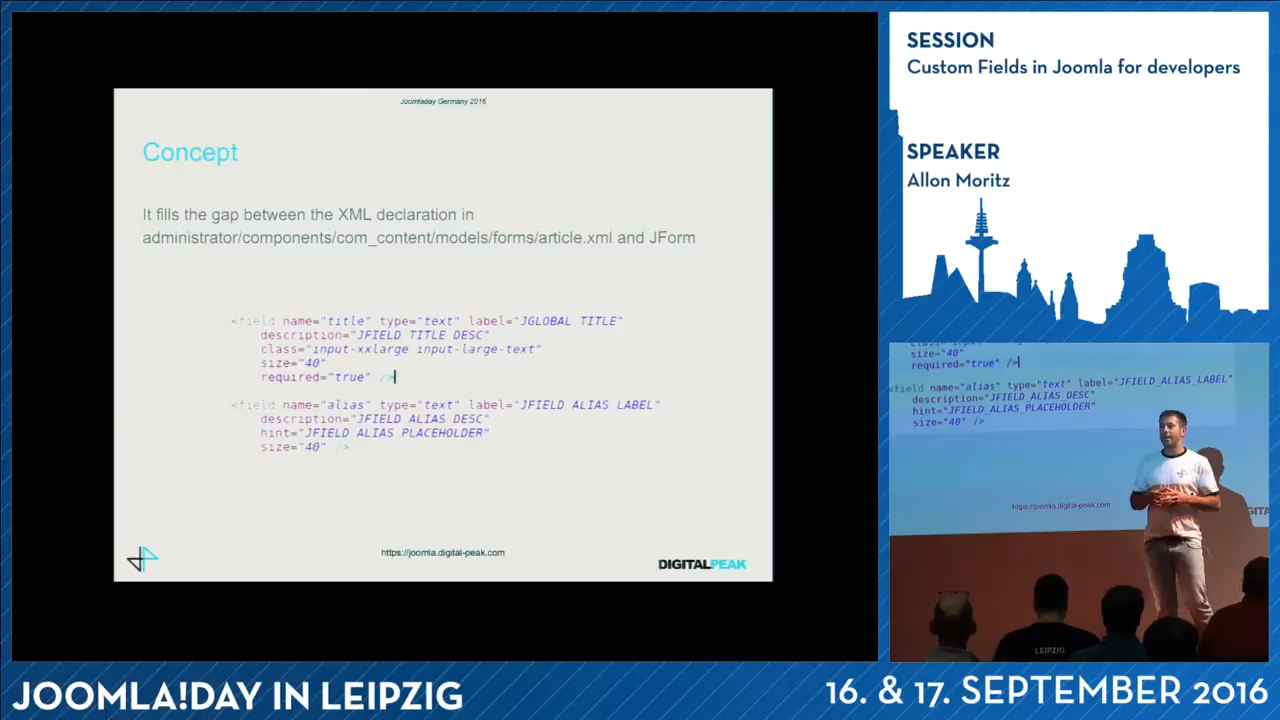 Joomladay Germany 2016
Concept
It fills the gap between the XML declaration in
administrator/components/com_content/models/forms/article.xml and JForm
<field name="title" type="text" label="JGLOBAL_TITLE"
description="JFIELD_TITLE_DESC"
class="input-xxlarge input-large-text"
size="40"
required="true" />
<field name="alias" type="text" label="JFIELD_ALIAS_LABEL"
description="JFIELD_ALIAS_DESC"
hint="JFIELD_ALIAS_PLACEHOLDER"
size="40" />
https://joomla.digital-peak.com
DIGITALPEAK
SESSION
Custom Fields in Joomla for developers
SPEAKER
Allon Moritz
size="40"
required="true" />
<field name="alias" type="text" label="JFIELD_ALIAS_LABEL"
description="JFIELD_ALIAS_DESC"
hint="JFIELD_ALIAS_PLACEHOLDER"
size="40" />
https://joomla.digital-peak.com
LEIPZIG
JOOMLA!DAY IN LEIPZIG
16. & 17. SEPTEMBER 2016